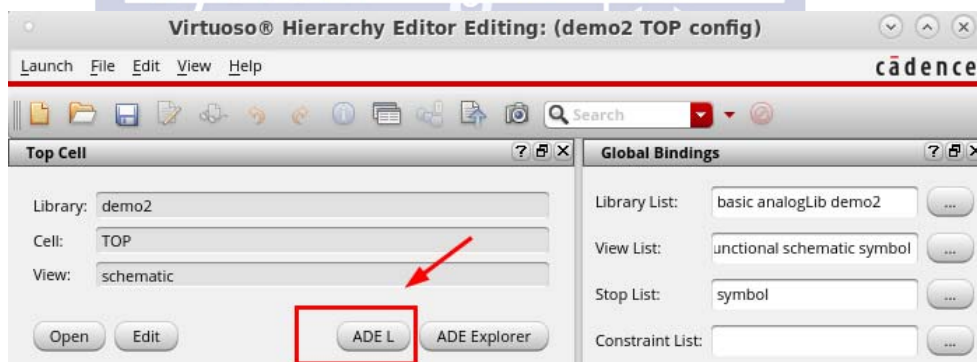 Virtuoso® Hierarchy Editor Editing: (demo2 TOP config)
Launch File Edit View Help
cādence
Search
Top Cell
Library: demo2
Cell: TOP
View: schematic
Open Edit ADE L ADE Explorer
Global Bindings
Library List: basic analogLib demo2 ...
View List: unctional schematic symbol ...
Stop List: symbol ...
Constraint List: ...